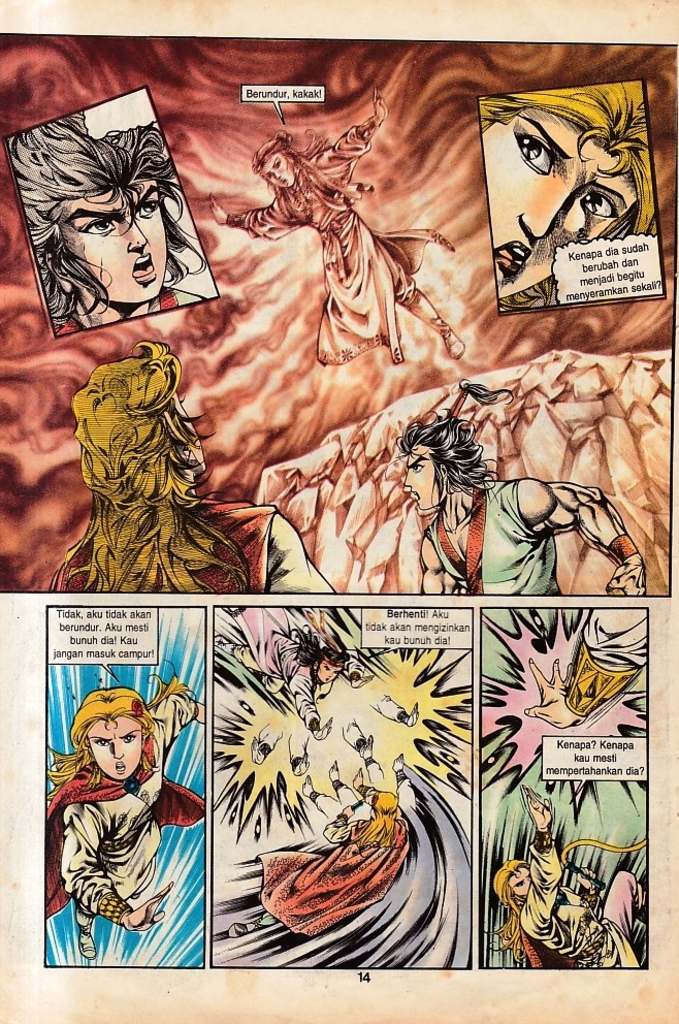 Berundur, kakak!
Kenapa dia sudah
berubah dan
menjadi begitu
menyeramkan sekali?
Tidak, aku tidak akan
berundur. Aku mesti
bunuh dia! Kau
jangan masuk campur!
Berhenti! Aku
tidak akan mengizinkan
kau bunuh dia!
Kenapa? Kenapa
kau mesti
mempertahankan dia?
14